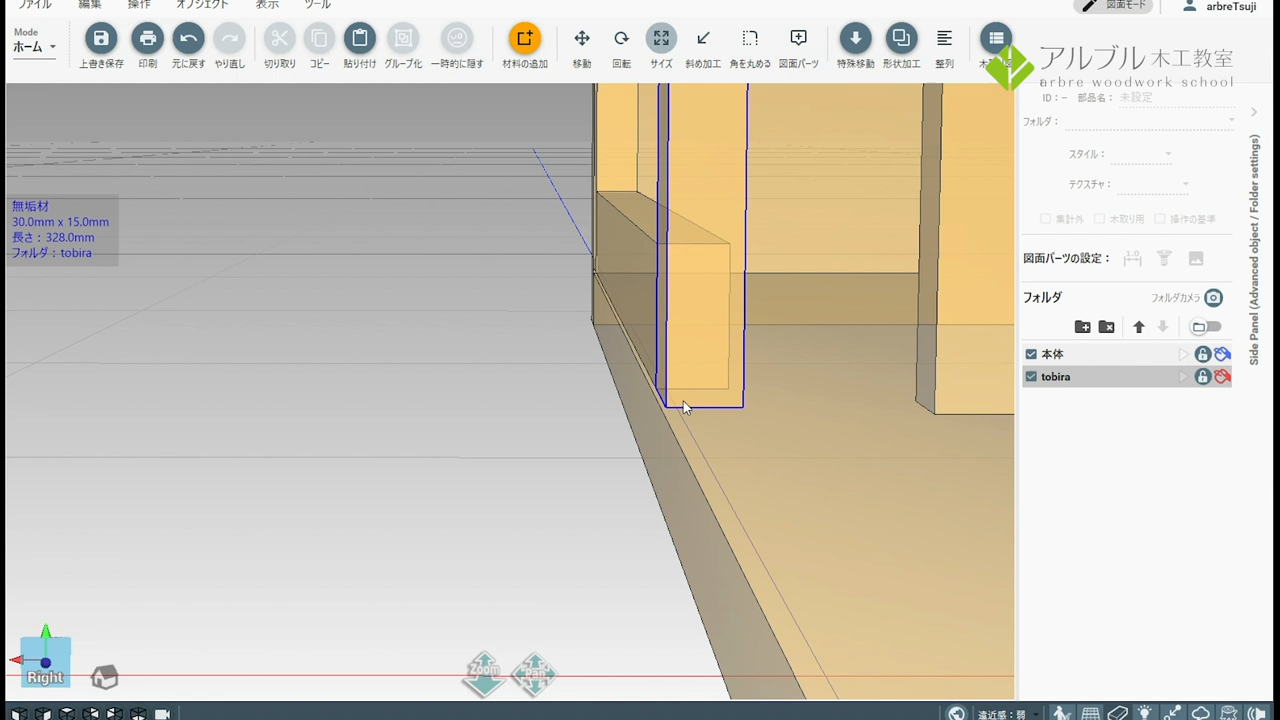 ファイル 編集 操作 オブジェクト 表示 ツール 図面モード arbreTsuji
Mode
ホーム
上書き保存 印刷 元に戻す やり直し 切り取り コピー 貼り付け グループ化 一時的に隠す 材料の追加 移動 回転 サイズ 斜め加工 角を丸める 図面パーツ 特殊移動 形状加工 整列
アルブル 木工教室
arbre woodwork school
ID：- 部品名： 未設定
フォルダ：
スタイル：
テクスチャ：
集計外 木取り用 操作の基準
図面パーツの設定： 1.0
フォルダ フォルダカメラ
本体
tobira
Side Panel (Advanced object / Folder settings)
無垢材
30.0mm x 15.0mm
長さ：328.0mm
フォルダ：tobira
Right
Zoom Pan
遠近感：弱